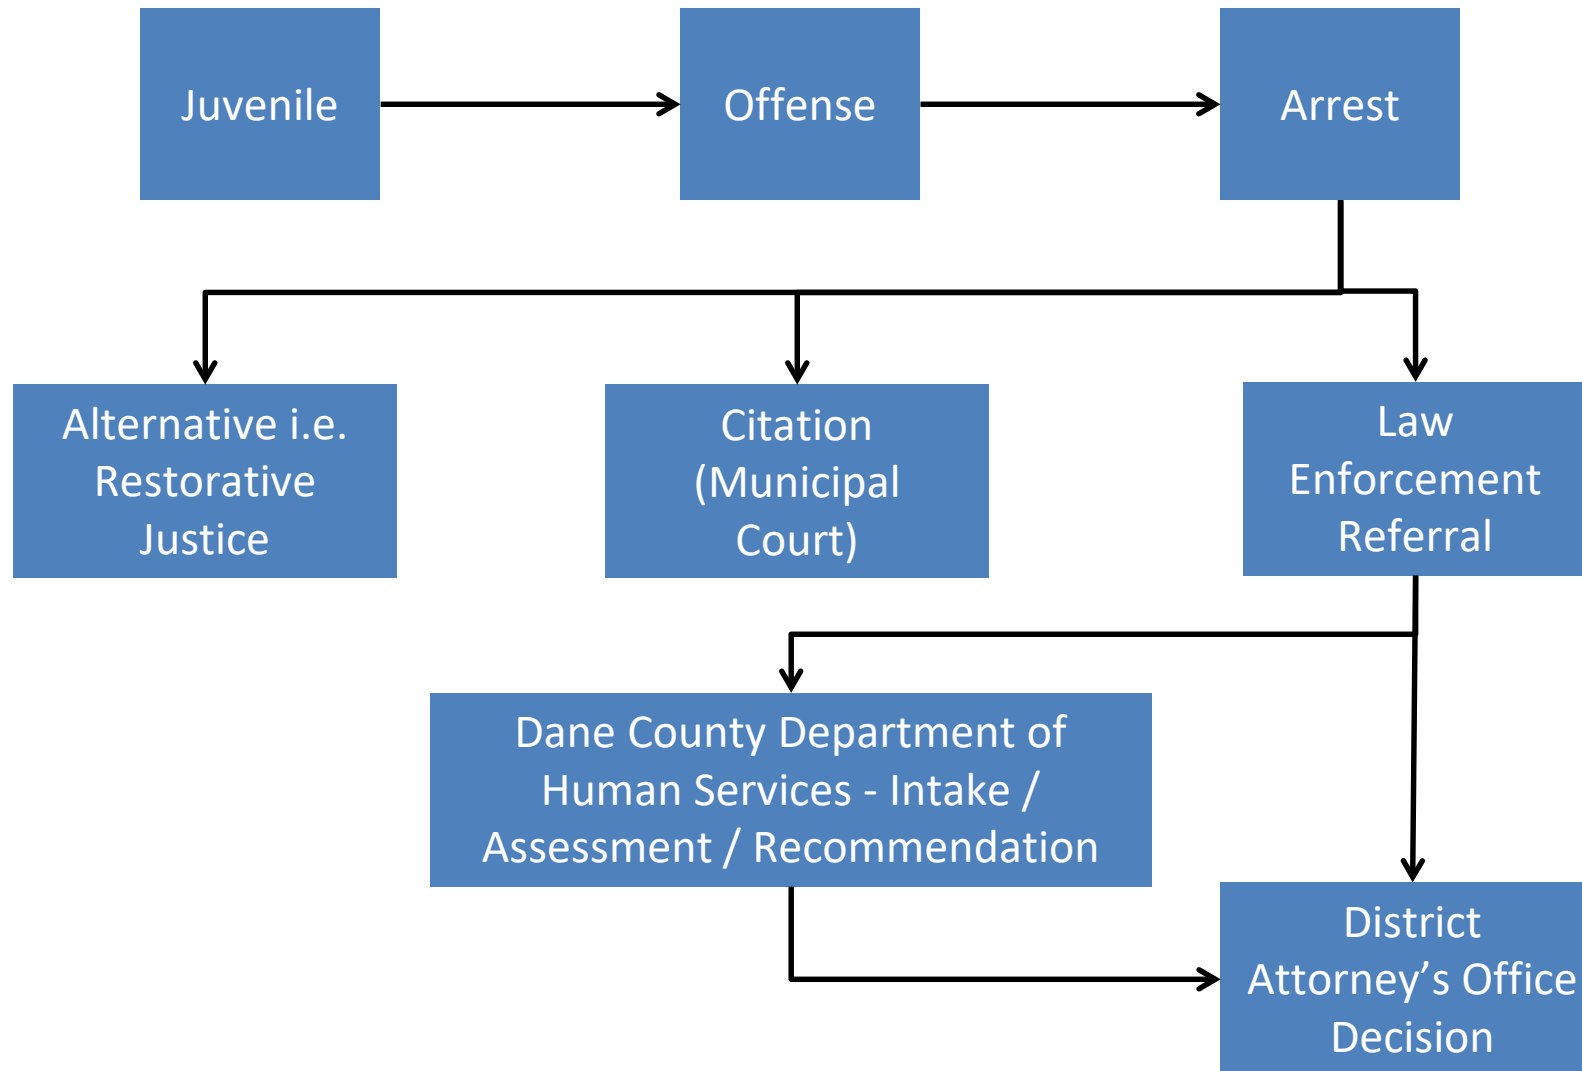 Juvenile
Offense
Arrest
Alternative i.e.
Restorative
Justice
Citation
(Municipal
Court)
Law
Enforcement
Referral
Dane County Department of
Human Services - Intake /
Assessment / Recommendation
District
Attorney’s Office
Decision